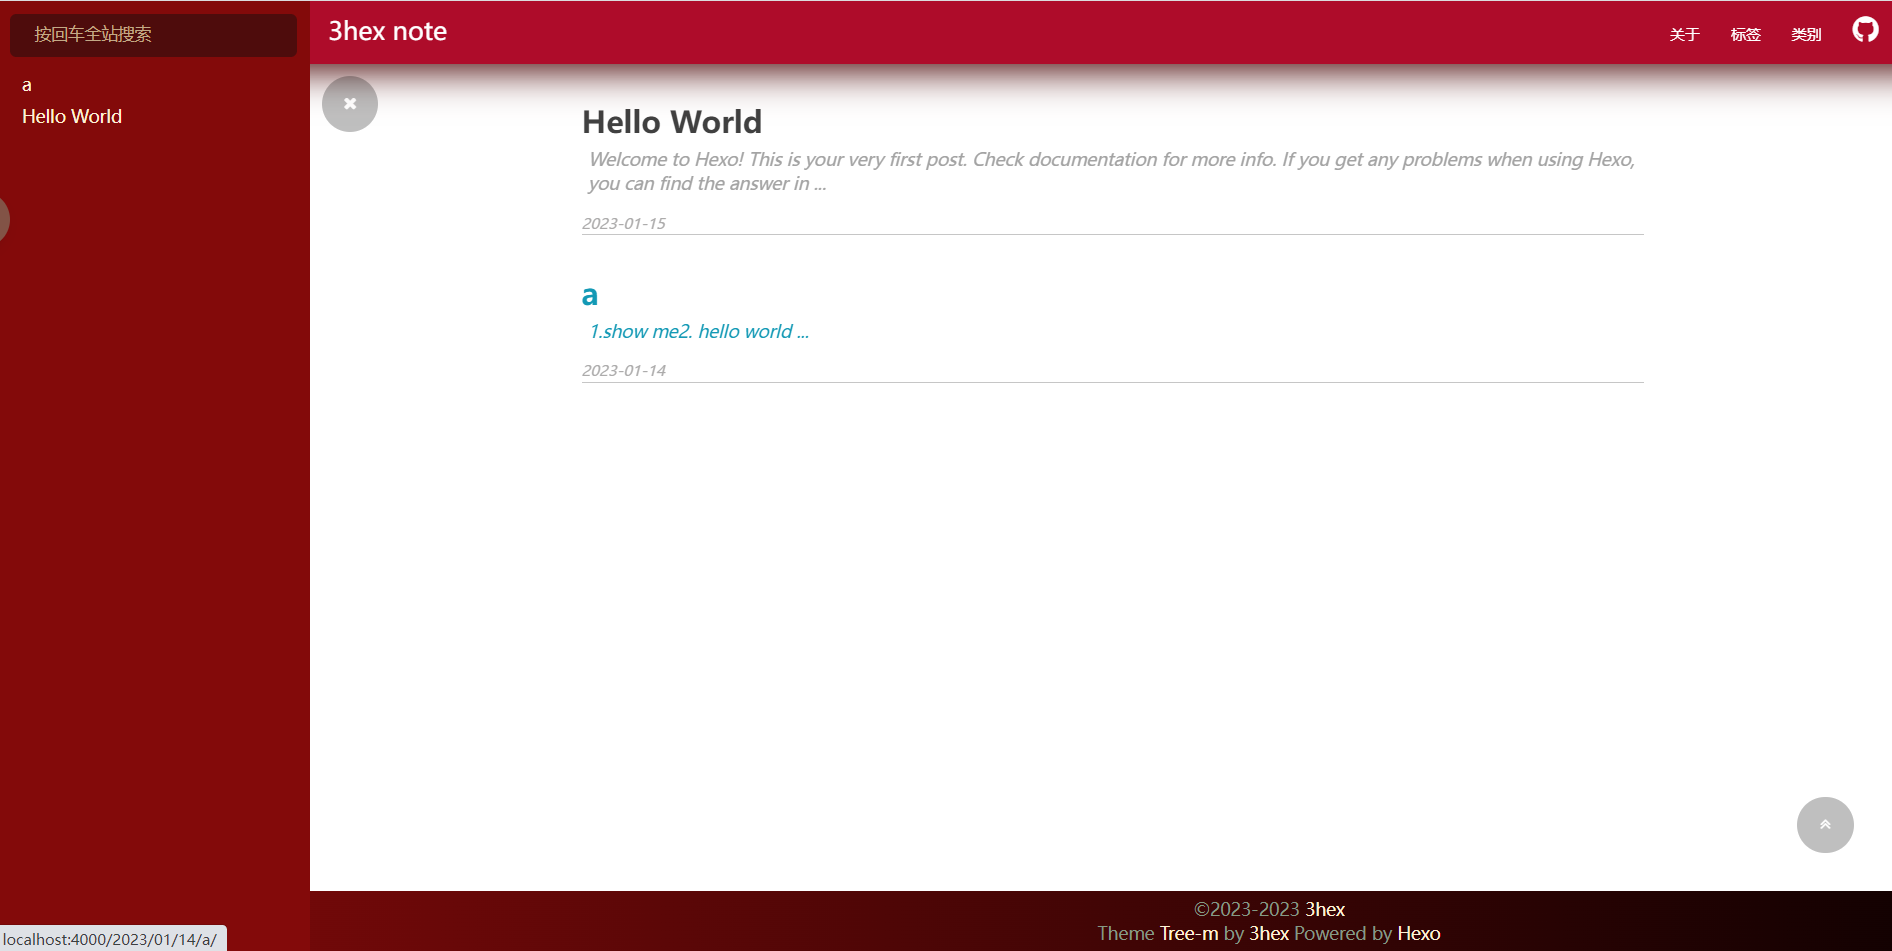 按回车全站搜索
a
Hello World
3hex note
关于
标签
类别
Hello World
Welcome to Hexo! This is your very first post. Check documentation for more info. If you get any problems when using Hexo,
you can find the answer in ...
2023-01-15
a
1.show me2. hello world ...
2023-01-14
©2023-2023 3hex
Theme Tree-m by 3hex Powered by Hexo
localhost:4000/2023/01/14/a/